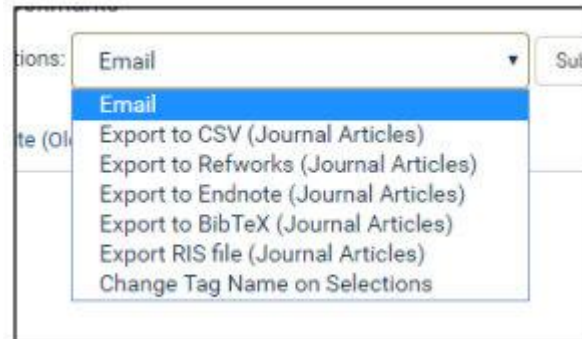 tions: Email Sub
Email
te (Ol
Export to CSV (Journal Articles)
Export to Refworks (Journal Articles)
Export to Endnote (Journal Articles)
Export to BibTeX (Journal Articles)
Export RIS file (Journal Articles)
Change Tag Name on Selections